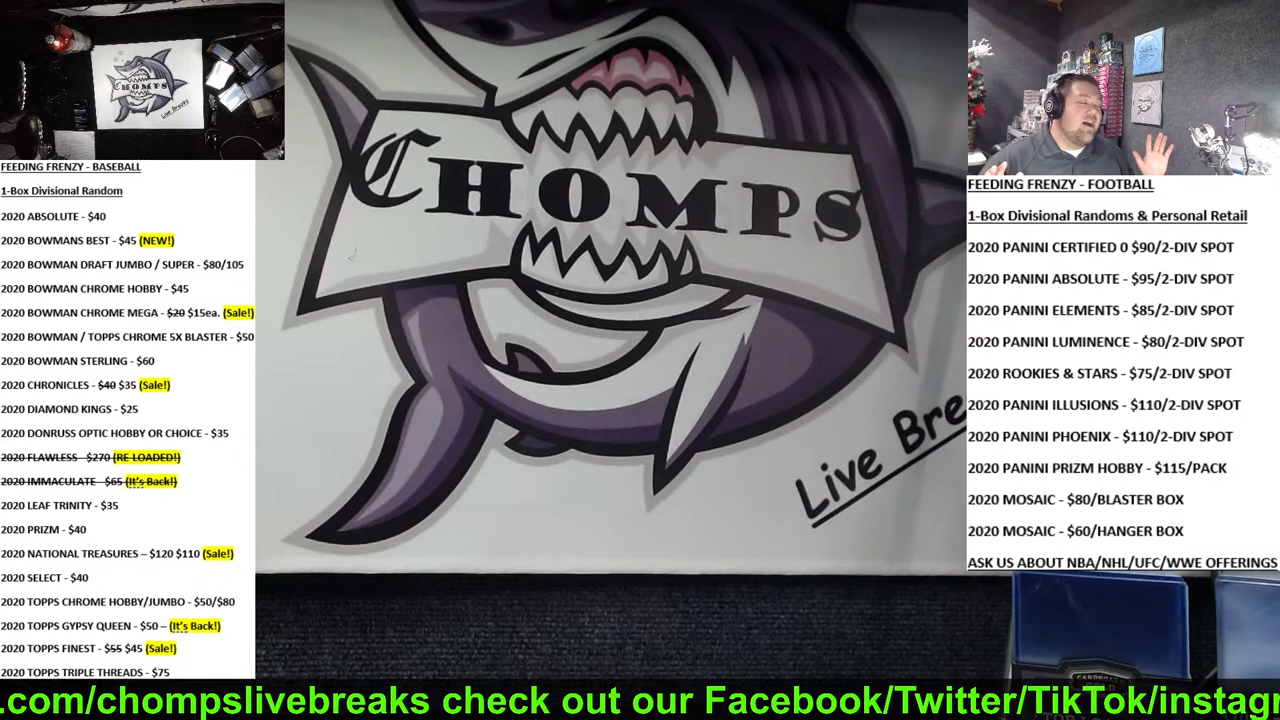 CHOMPS
Live Breaks
FEEDING FRENZY - BASEBALL
1-Box Divisional Random
2020 ABSOLUTE - $40
2020 BOWMANS BEST - $45 (NEW!)
2020 BOWMAN DRAFT JUMBO / SUPER - $80/105
2020 BOWMAN CHROME HOBBY - $45
2020 BOWMAN CHROME MEGA - $20 $15ea. (Sale!)
2020 BOWMAN / TOPPS CHROME 5X BLASTER - $50
2020 BOWMAN STERLING - $60
2020 CHRONICLES - $40 $35 (Sale!)
2020 DIAMOND KINGS - $25
2020 DONRUSS OPTIC HOBBY OR CHOICE - $35
2020 FLAWLESS - $270 (RE LOADED!)
2020 IMMACULATE - $65 (It's Back!)
2020 LEAF TRINITY - $35
2020 PRIZM - $40
2020 NATIONAL TREASURES – $120 $110 (Sale!)
2020 SELECT - $40
2020 TOPPS CHROME HOBBY/JUMBO - $50/$80
2020 TOPPS GYPSY QUEEN - $50 – (It's Back!)
2020 TOPPS FINEST - $55 $45 (Sale!)
2020 TOPPS TRIPLE THREADS - $75
CHOMPS
Live Bre
FEEDING FRENZY - FOOTBALL
1-Box Divisional Randoms & Personal Retail
2020 PANINI CERTIFIED 0 $90/2-DIV SPOT
2020 PANINI ABSOLUTE - $95/2-DIV SPOT
2020 PANINI ELEMENTS - $85/2-DIV SPOT
2020 PANINI LUMINENCE - $80/2-DIV SPOT
2020 ROOKIES & STARS - $75/2-DIV SPOT
2020 PANINI ILLUSIONS - $110/2-DIV SPOT
2020 PANINI PHOENIX - $110/2-DIV SPOT
2020 PANINI PRIZM HOBBY - $115/PACK
2020 MOSAIC - $80/BLASTER BOX
2020 MOSAIC - $60/HANGER BOX
ASK US ABOUT NBA/NHL/UFC/WWE OFFERINGS
.com/chompslivebreaks check out our Facebook/Twitter/TikTok/instagr